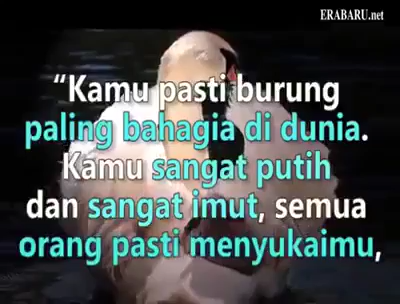 ERABARU.net
“Kamu pasti burung
paling bahagia di dunia.
Kamu sangat putih
dan sangat imut, semua
orang pasti menyukaimu,